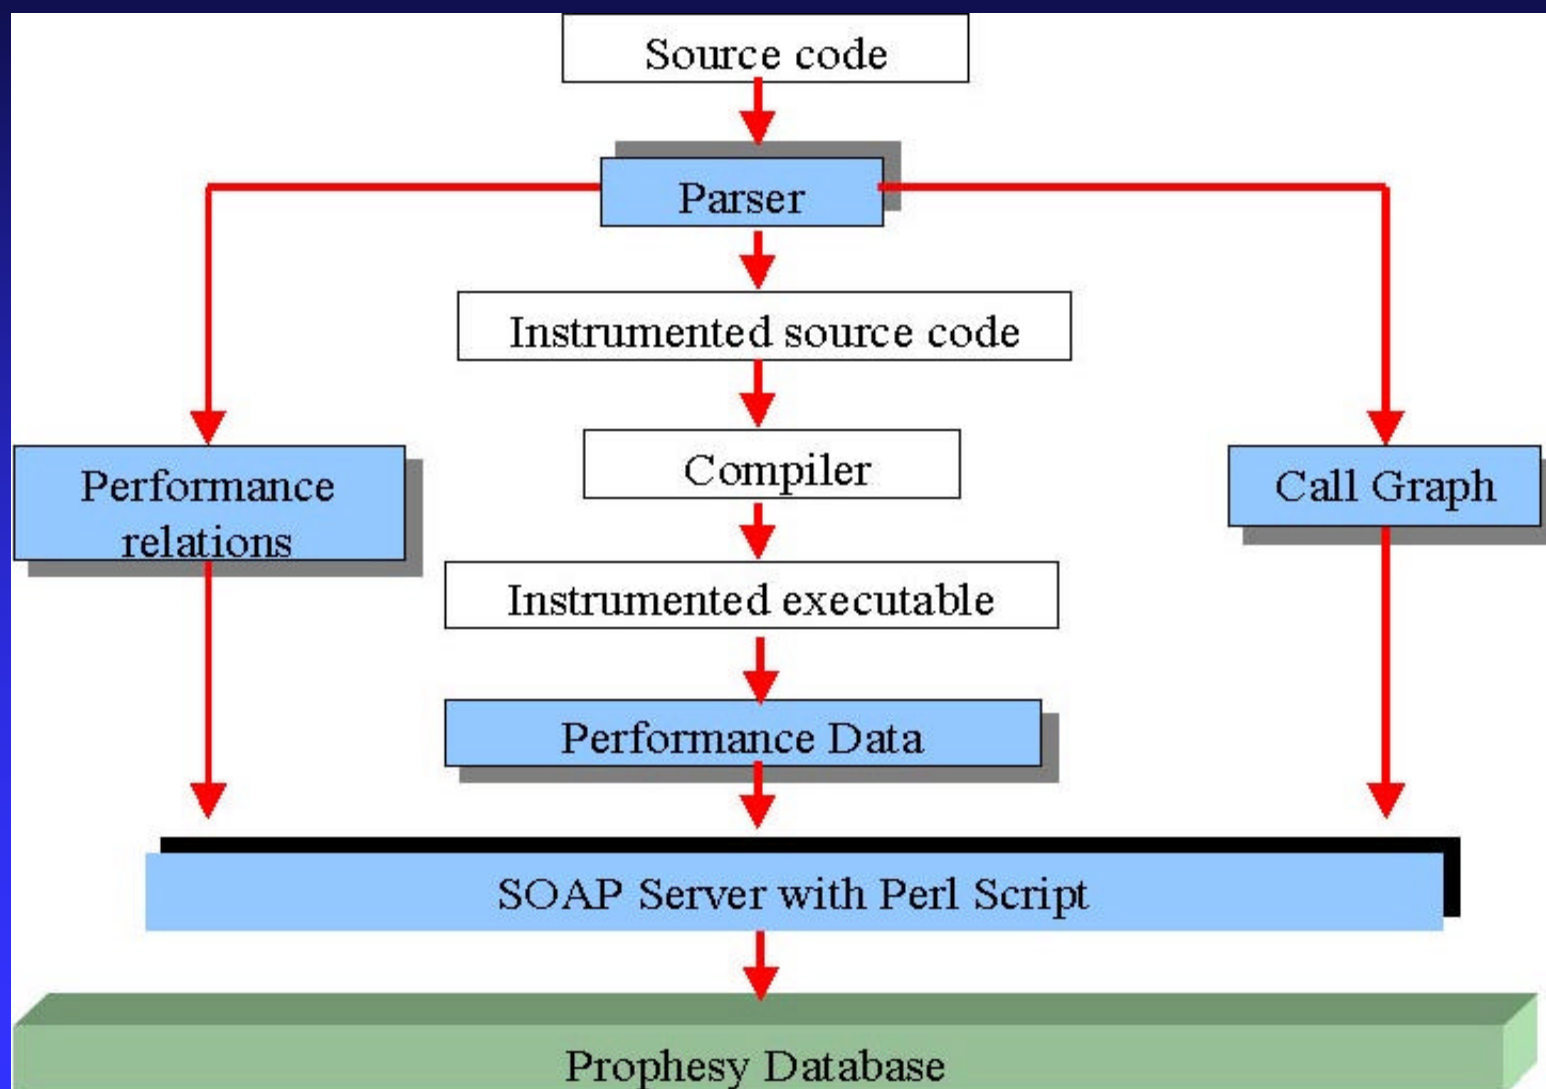 Source code
Parser
Instrumented source code
Compiler
Performance
relations
Call Graph
Instrumented executable
Performance Data
SOAP Server with Perl Script
Prophesy Database